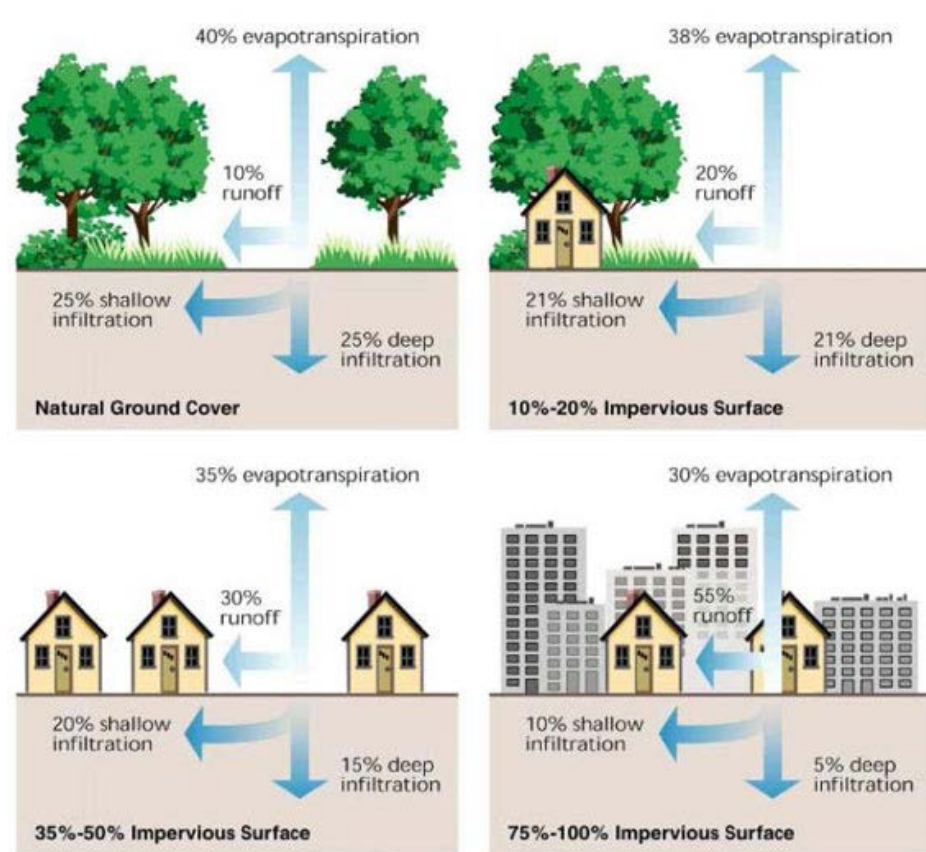 40% evapotranspiration
10%
runoff
25% shallow
infiltration
25% deep
infiltration
Natural Ground Cover
38% evapotranspiration
20%
runoff
21% shallow
infiltration
21% deep
infiltration
10%-20% Impervious Surface
35% evapotranspiration
30%
runoff
20% shallow
infiltration
15% deep
infiltration
35%-50% Impervious Surface
30% evapotranspiration
55%
runoff
10% shallow
infiltration
5% deep
infiltration
75%-100% Impervious Surface